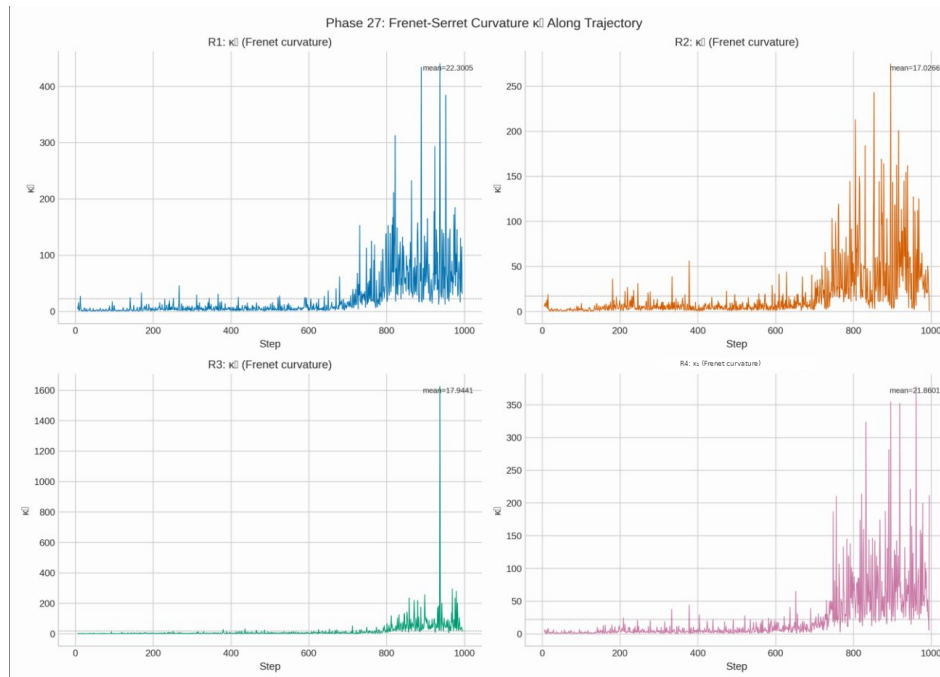 Phase 27: Frenet-Serret Curvature κ▯ Along Trajectory
R1: κ▯ (Frenet curvature)
mean=22.3005
400
300
200
100
0
κ▯
0 200 400 600 800 1000
Step
R2: κ▯ (Frenet curvature)
mean=17.0266
250
200
150
100
50
0
κ▯
0 200 400 600 800 1000
Step
R3: κ▯ (Frenet curvature)
mean=17.9441
1600
1400
1200
1000
800
600
400
200
0
κ▯
0 200 400 600 800 1000
Step
R4: κ₁ (Frenet curvature)
mean=21.8601
350
300
250
200
150
100
50
0
κ▯
0 200 400 600 800 1000
Step